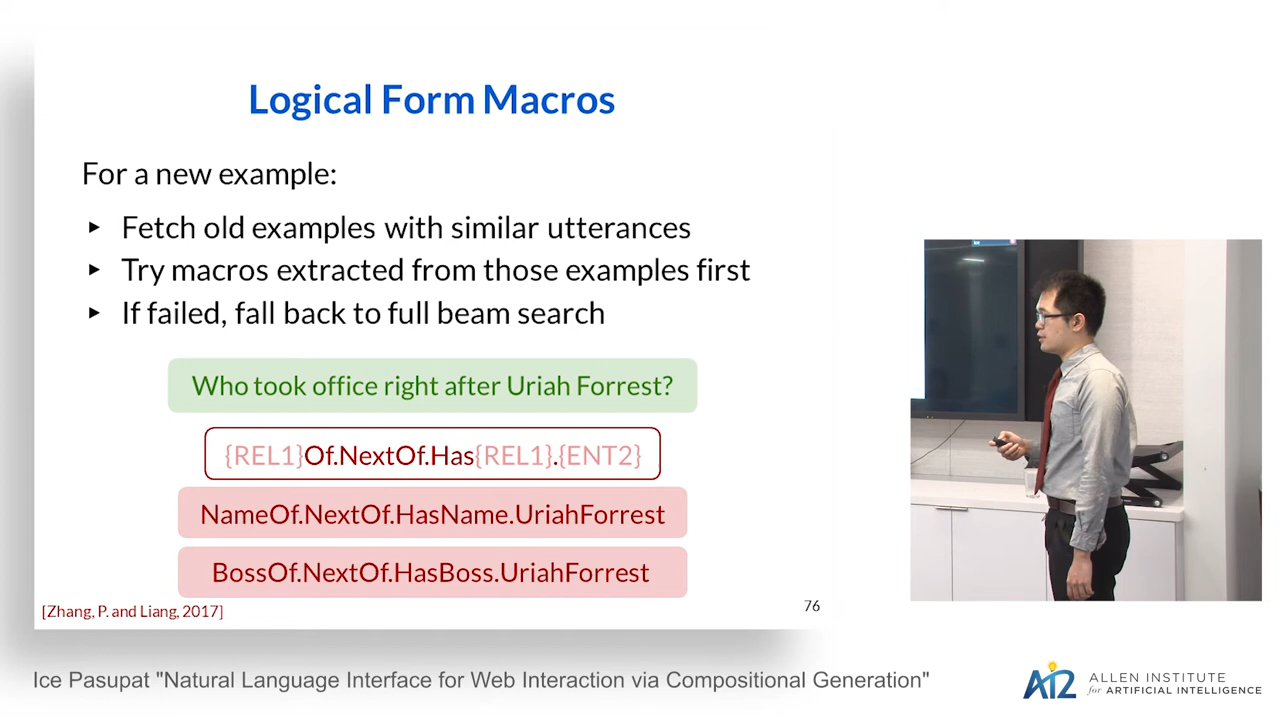 Logical Form Macros
For a new example:
Fetch old examples with similar utterances
Try macros extracted from those examples first
If failed, fall back to full beam search
Who took office right after Uriah Forrest?
{REL1}Of.NextOf.Has{REL1}.{ENT2}
NameOf.NextOf.HasName.UriahForrest
BossOf.NextOf.HasBoss.UriahForrest
[Zhang, P. and Liang, 2017]
76
Ice Pasupat "Natural Language Interface for Web Interaction via Compositional Generation"
AI2
ALLEN INSTITUTE
for ARTIFICIAL INTELLIGENCE